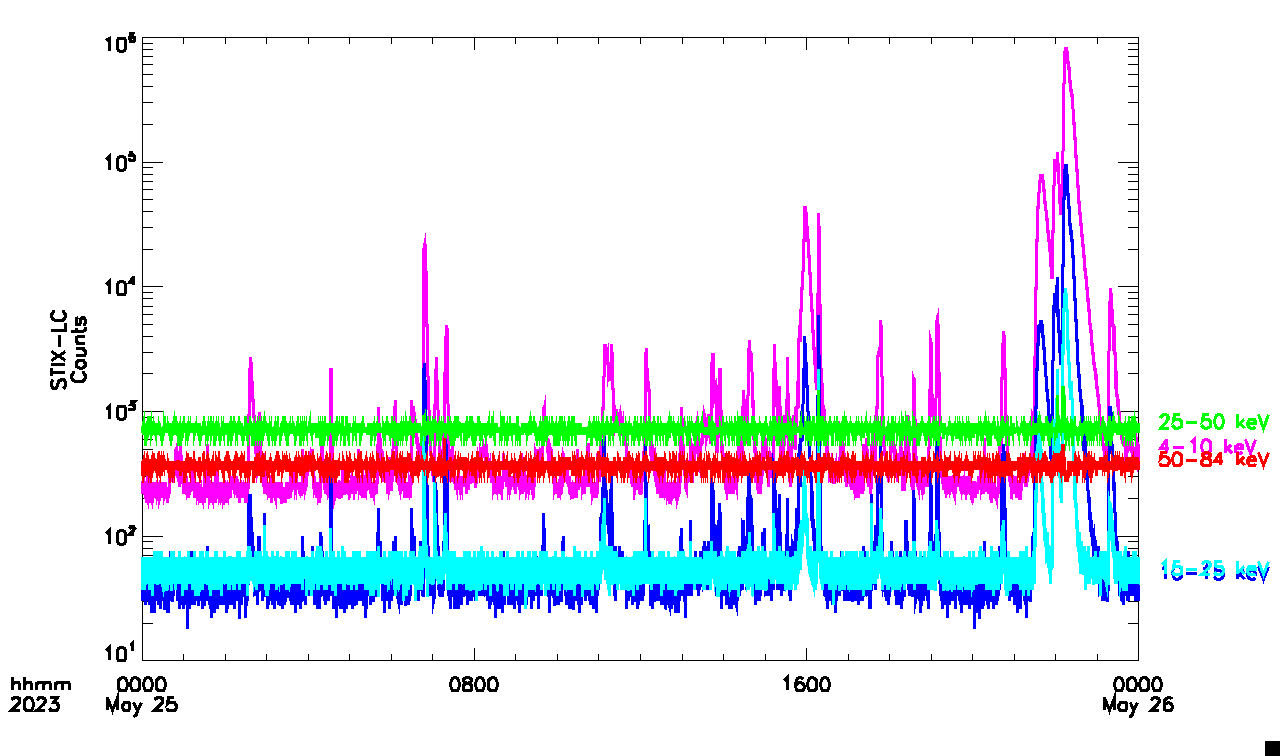 10⁶
10⁵
10⁴
10³
10²
10¹
STIX-LC
Counts
25-50 keV
4-10 keV
50-84 keV
15-25 keV
hhmm 0000 0800 1600 0000
2023 May 25 May 26